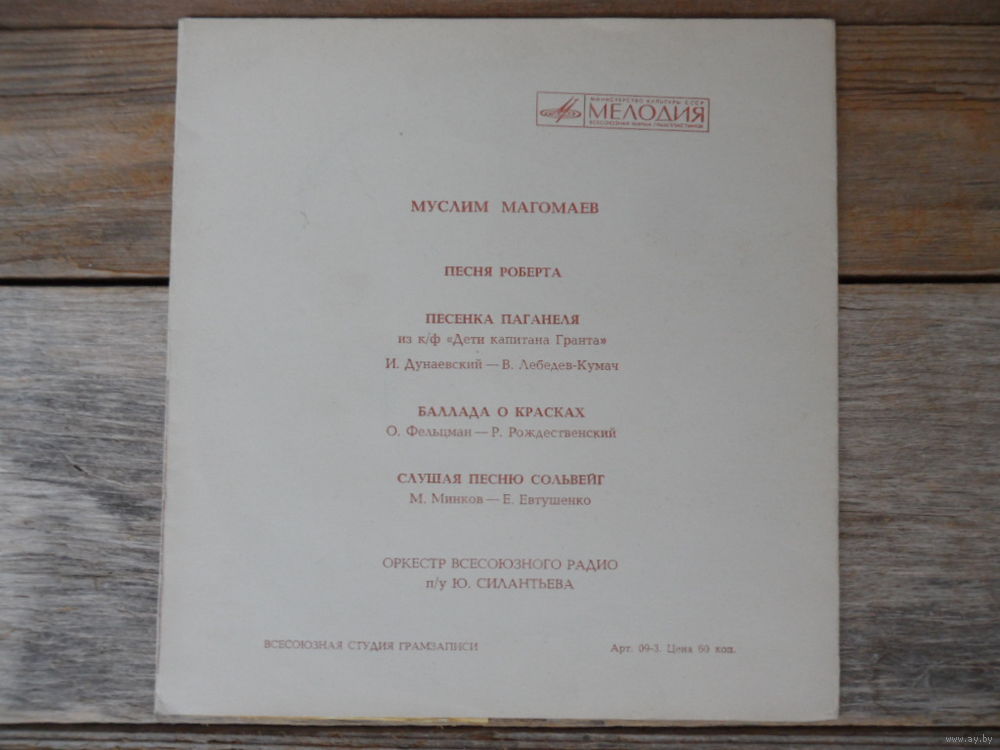 МИНИСТЕРСТВО КУЛЬТУРЫ СССР
МЕЛОДИЯ
ВСЕСОЮЗНАЯ ФИРМА ГРАМПЛАСТИНОК
МУСЛИМ МАГОМАЕВ
ПЕСНЯ РОБЕРТА
ПЕСЕНКА ПАГАНЕЛЯ
из к/ф «Дети капитана Гранта»
И. Дунаевский — В. Лебедев-Кумач
БАЛЛАДА О КРАСКАХ
О. Фельцман — Р. Рождественский
СЛУШАЯ ПЕСНЮ СОЛЬВЕЙГ
М. Минков — Е. Евтушенко
ОРКЕСТР ВСЕСОЮЗНОГО РАДИО
п/у Ю. СИЛАНТЬЕВА
ВСЕСОЮЗНАЯ СТУДИЯ ГРАМЗАПИСИ
Арт. 09-3. Цена 60 коп.
www.ay.by